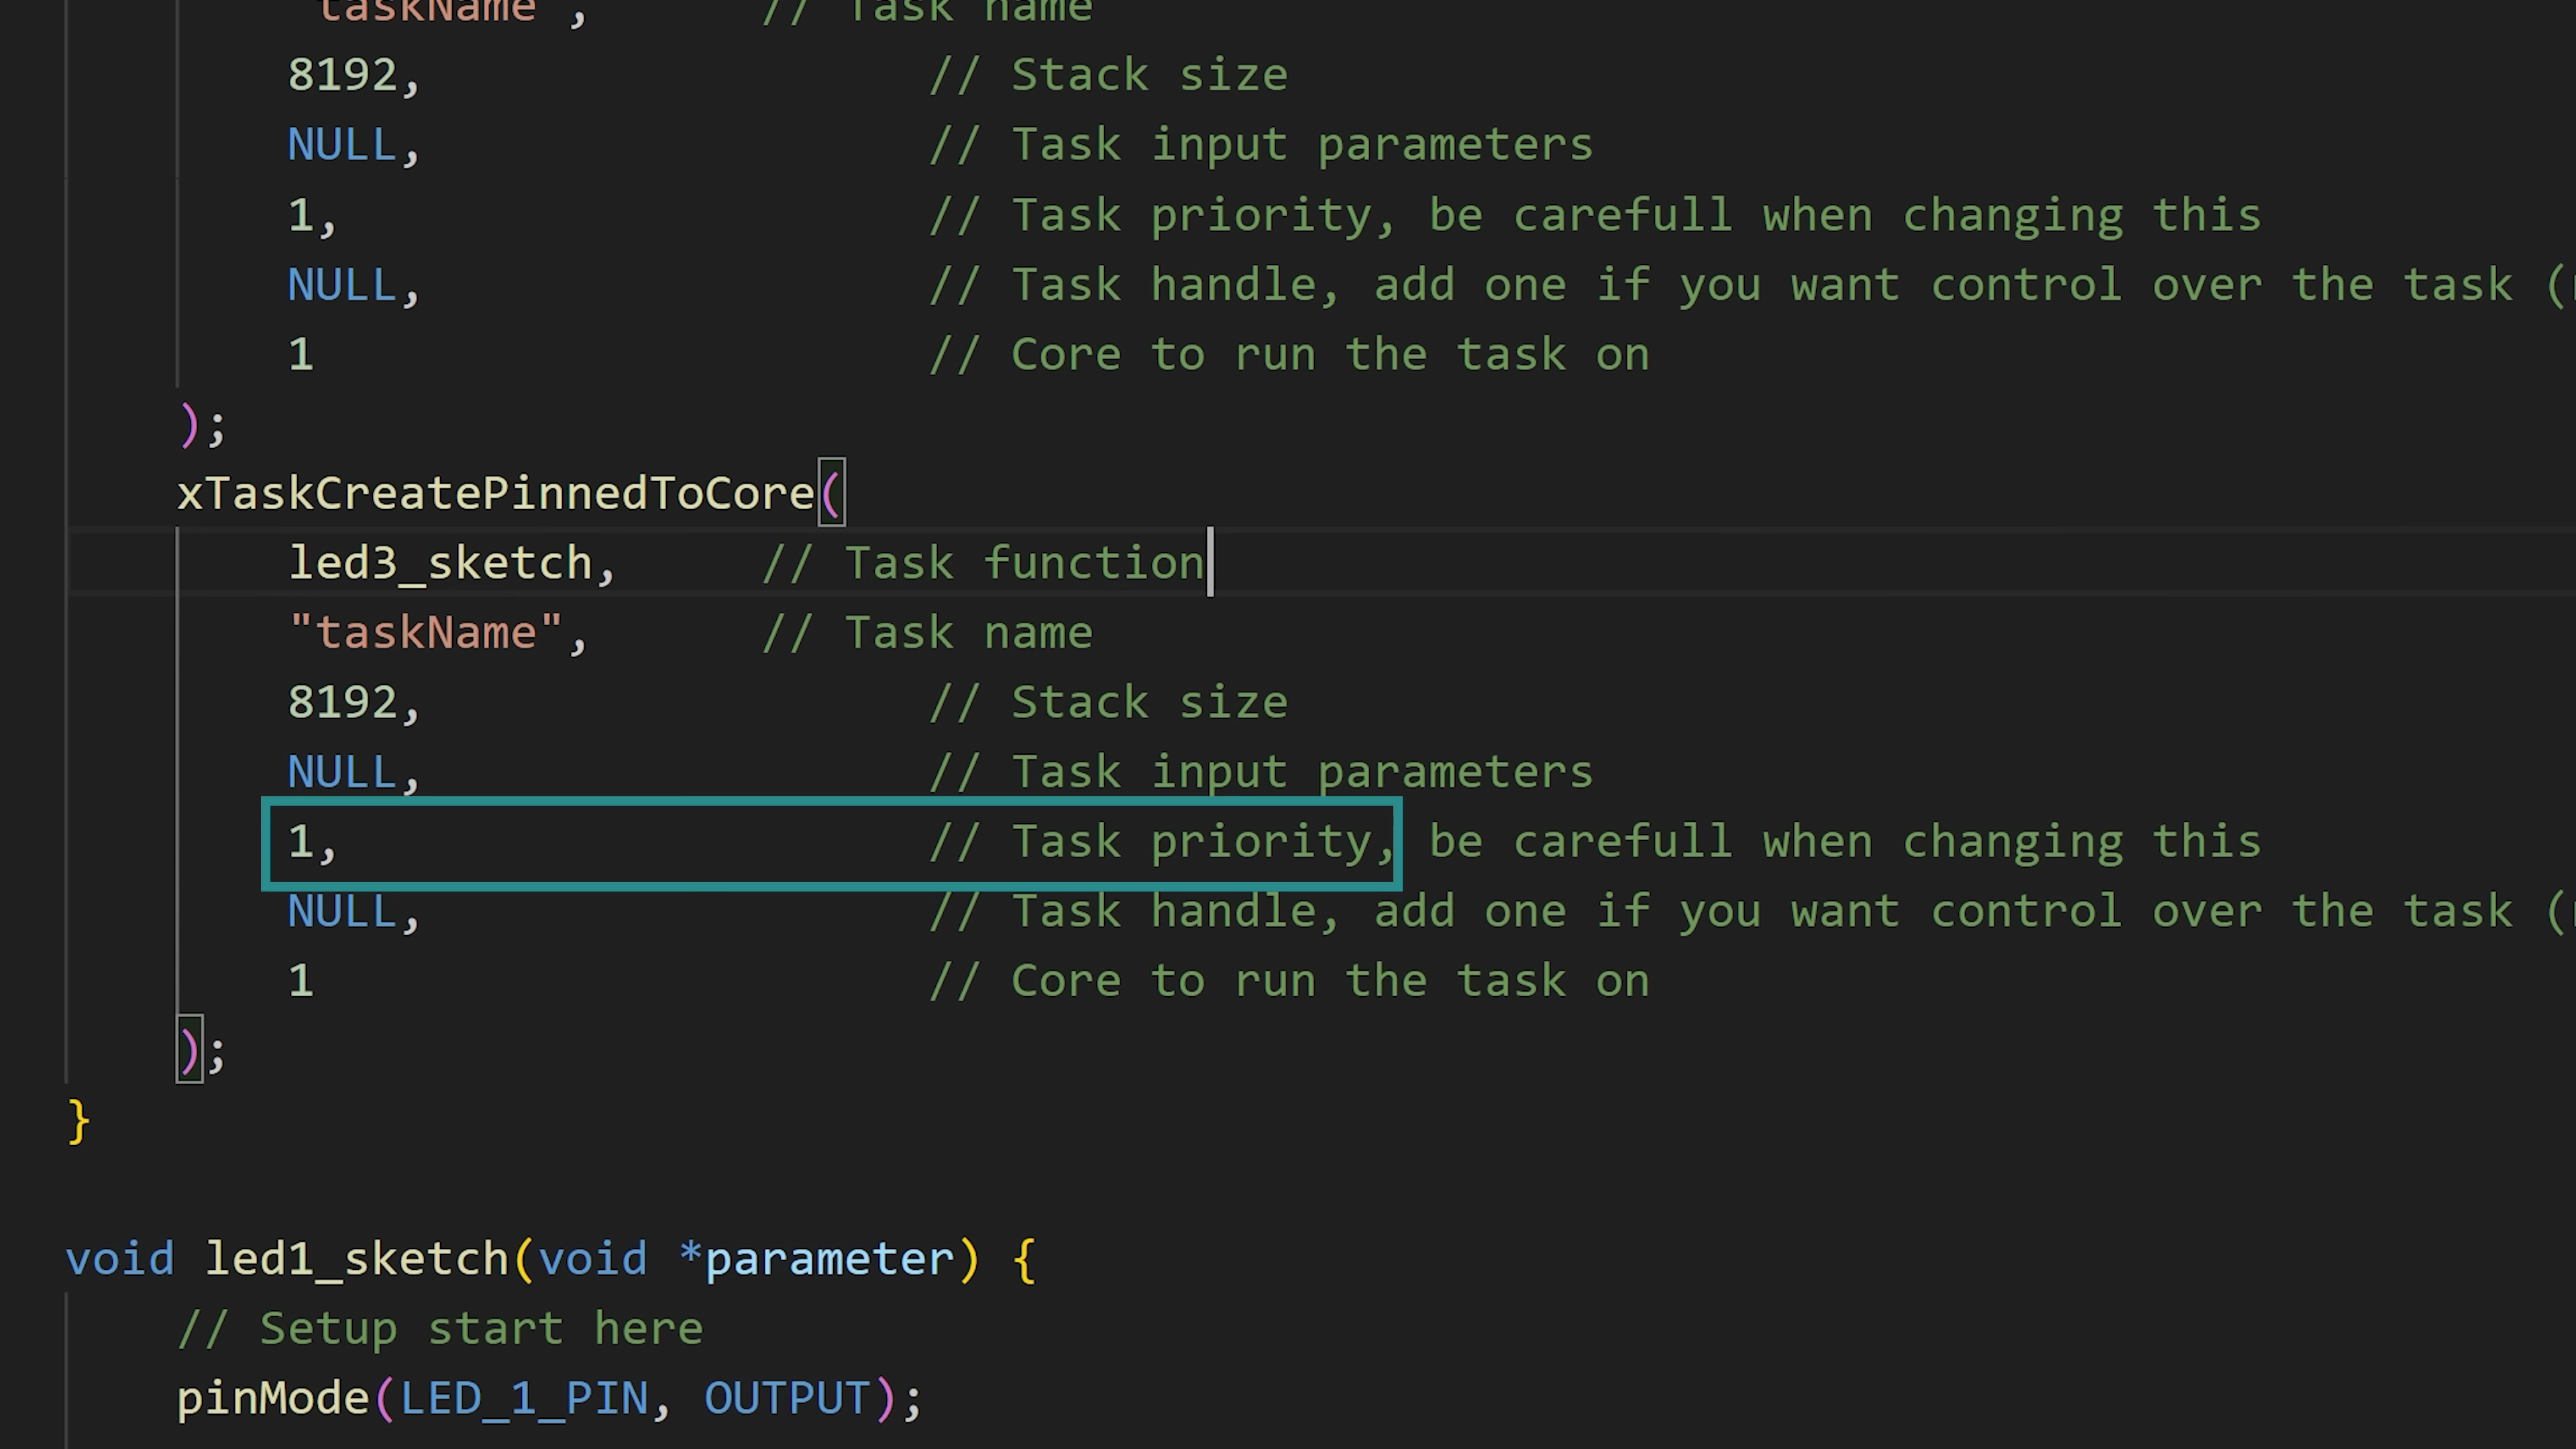 "taskName", // Task name
8192, // Stack size
NULL, // Task input parameters
1, // Task priority, be carefull when changing this
NULL, // Task handle, add one if you want control over the task (
1 // Core to run the task on
);
xTaskCreatePinnedToCore(
led3_sketch, // Task function
"taskName", // Task name
8192, // Stack size
NULL, // Task input parameters
1, // Task priority, be carefull when changing this
NULL, // Task handle, add one if you want control over the task (
1 // Core to run the task on
);
}
void led1_sketch(void *parameter) {
// Setup start here
pinMode(LED_1_PIN, OUTPUT);